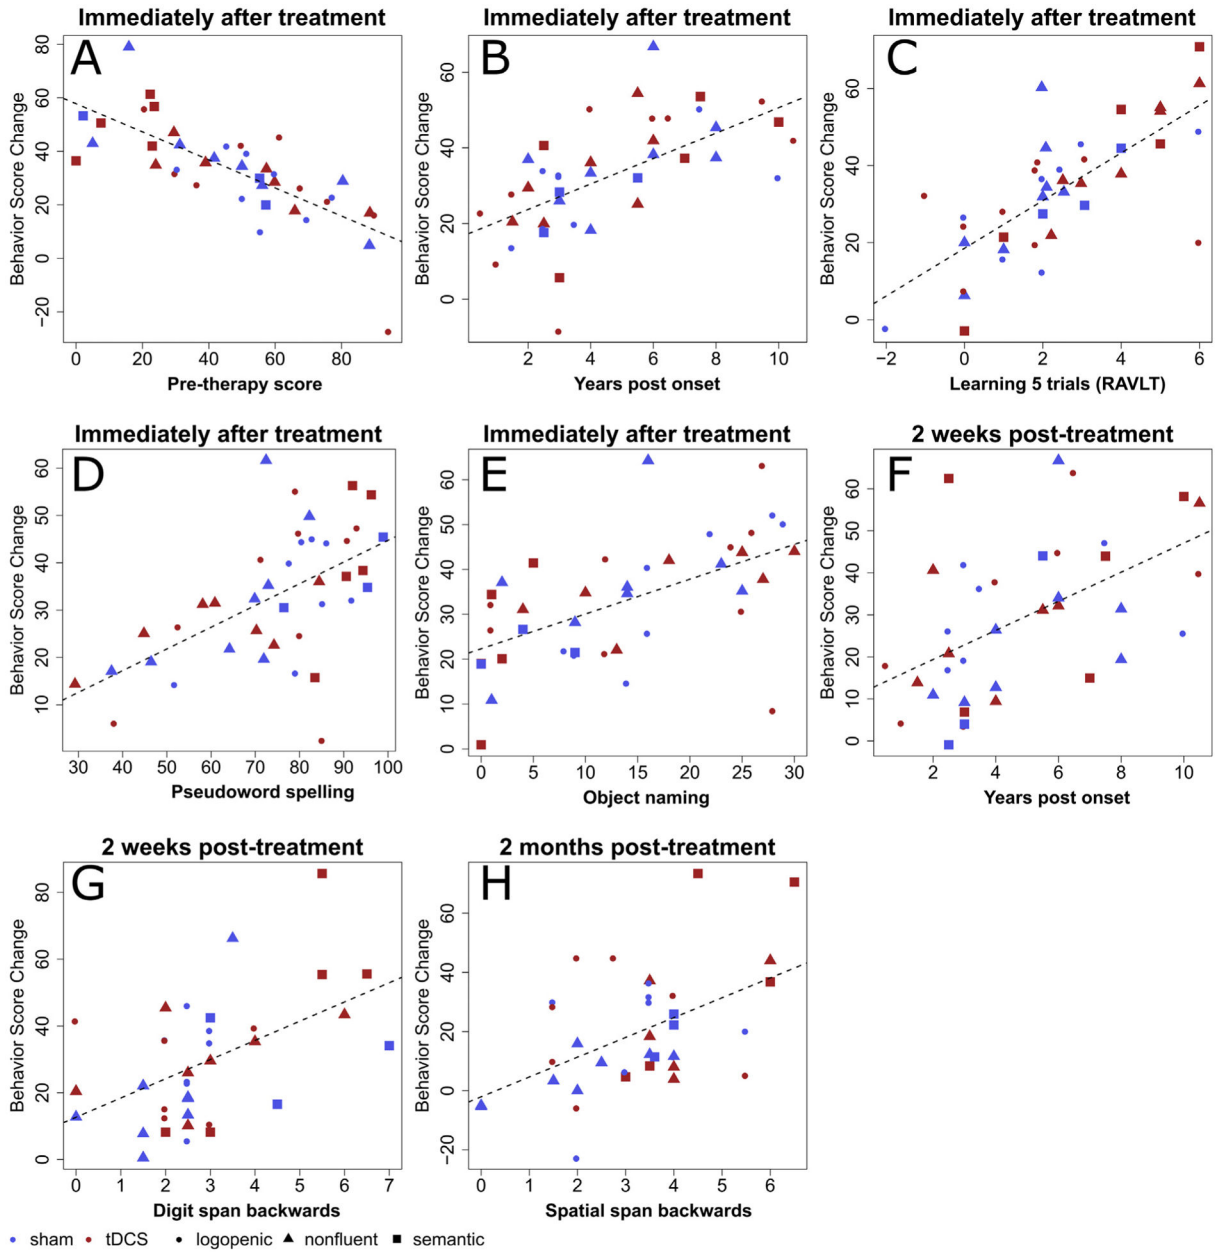 Immediately after treatment
A
Behavior Score Change
80
60
40
20
0
−20
0 20 40 60 80
Pre-therapy score
Immediately after treatment
B
Behavior Score Change
60
40
20
0
2 4 6 8 10
Years post onset
Immediately after treatment
C
Behavior Score Change
60
40
20
0
−2 0 2 4 6
Learning 5 trials (RAVLT)
Immediately after treatment
D
Behavior Score Change
60
50
40
30
20
10
30 40 50 60 70 80 90 100
Pseudoword spelling
Immediately after treatment
E
Behavior Score Change
60
50
40
30
20
10
0
0 5 10 15 20 25 30
Object naming
2 weeks post-treatment
F
Behavior Score Change
60
50
40
30
20
10
0
2 4 6 8 10
Years post onset
2 weeks post-treatment
G
Behavior Score Change
80
60
40
20
0
0 1 2 3 4 5 6 7
Digit span backwards
2 months post-treatment
H
Behavior Score Change
60
40
20
0
−20
0 1 2 3 4 5 6
Spatial span backwards
sham tDCS logopenic nonfluent semantic